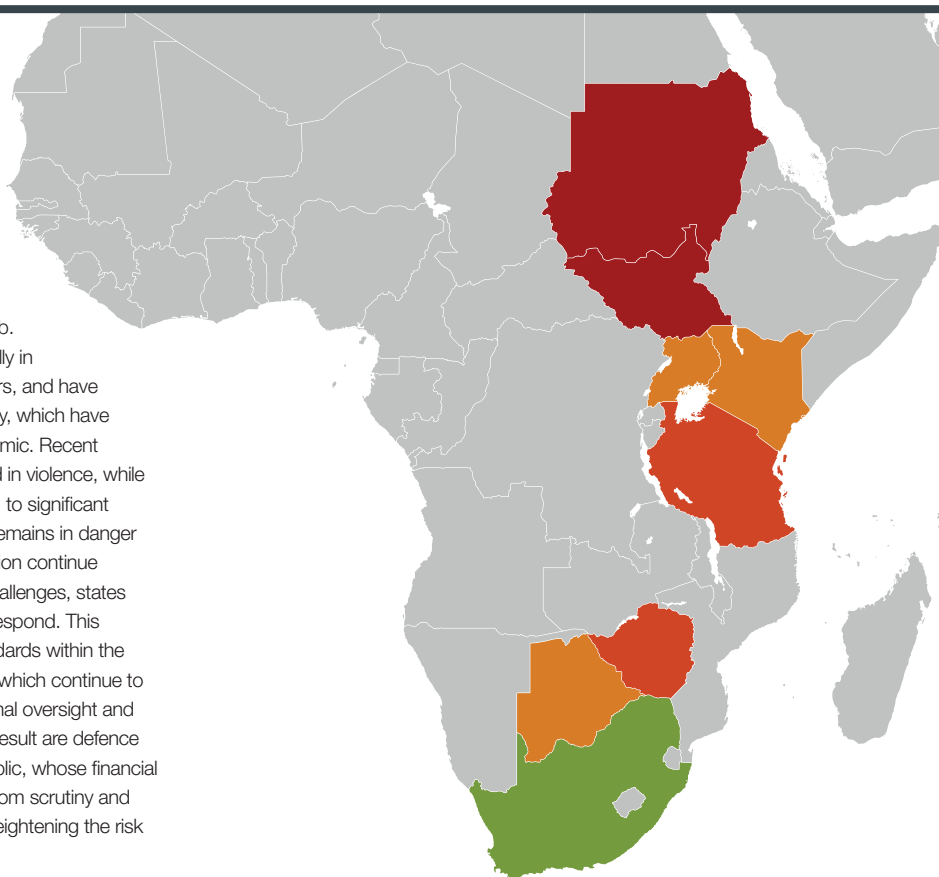 o.
lly in
rs, and have
y, which have
mic. Recent
d in violence, while
to significant
emains in danger
ion continue
allenges, states
espond. This
dards within the
which continue to
nal oversight and
esult are defence
blic, whose financial
om scrutiny and
eightening the risk